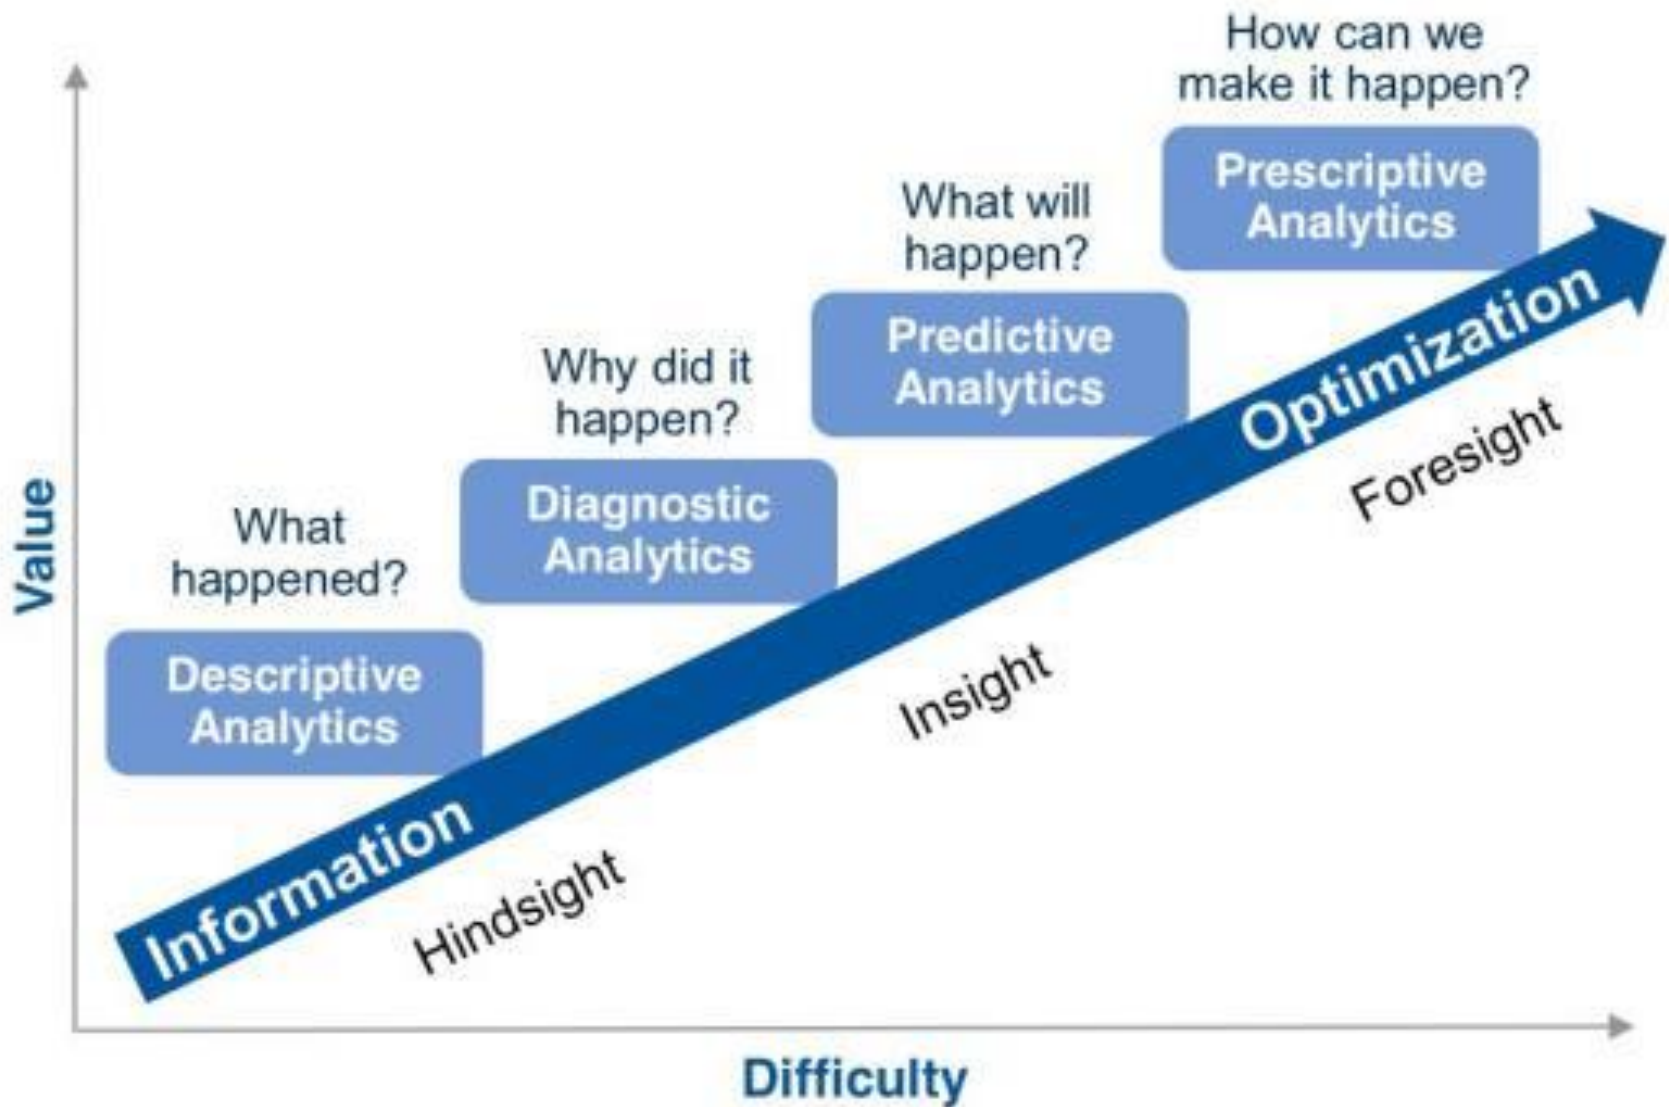 How can we
make it happen?
Prescriptive
Analytics
What will
happen?
Predictive
Analytics
Why did it
happen?
Diagnostic
Analytics
What
happened?
Descriptive
Analytics
Value
Information
Optimization
Hindsight
Insight
Foresight
Difficulty